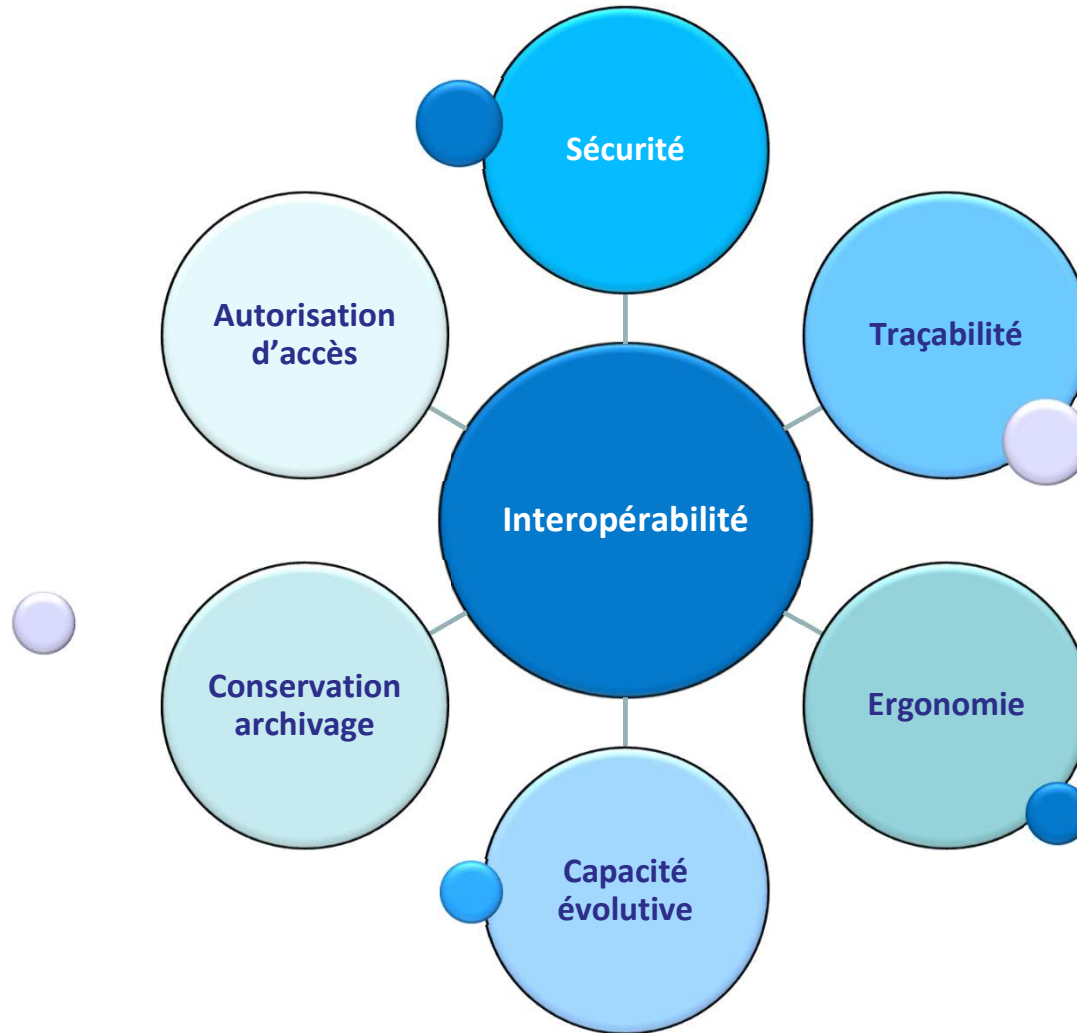 Sécurité
Autorisation
d’accès
Traçabilité
Interopérabilité
Conservation
archivage
Ergonomie
Capacité
évolutive